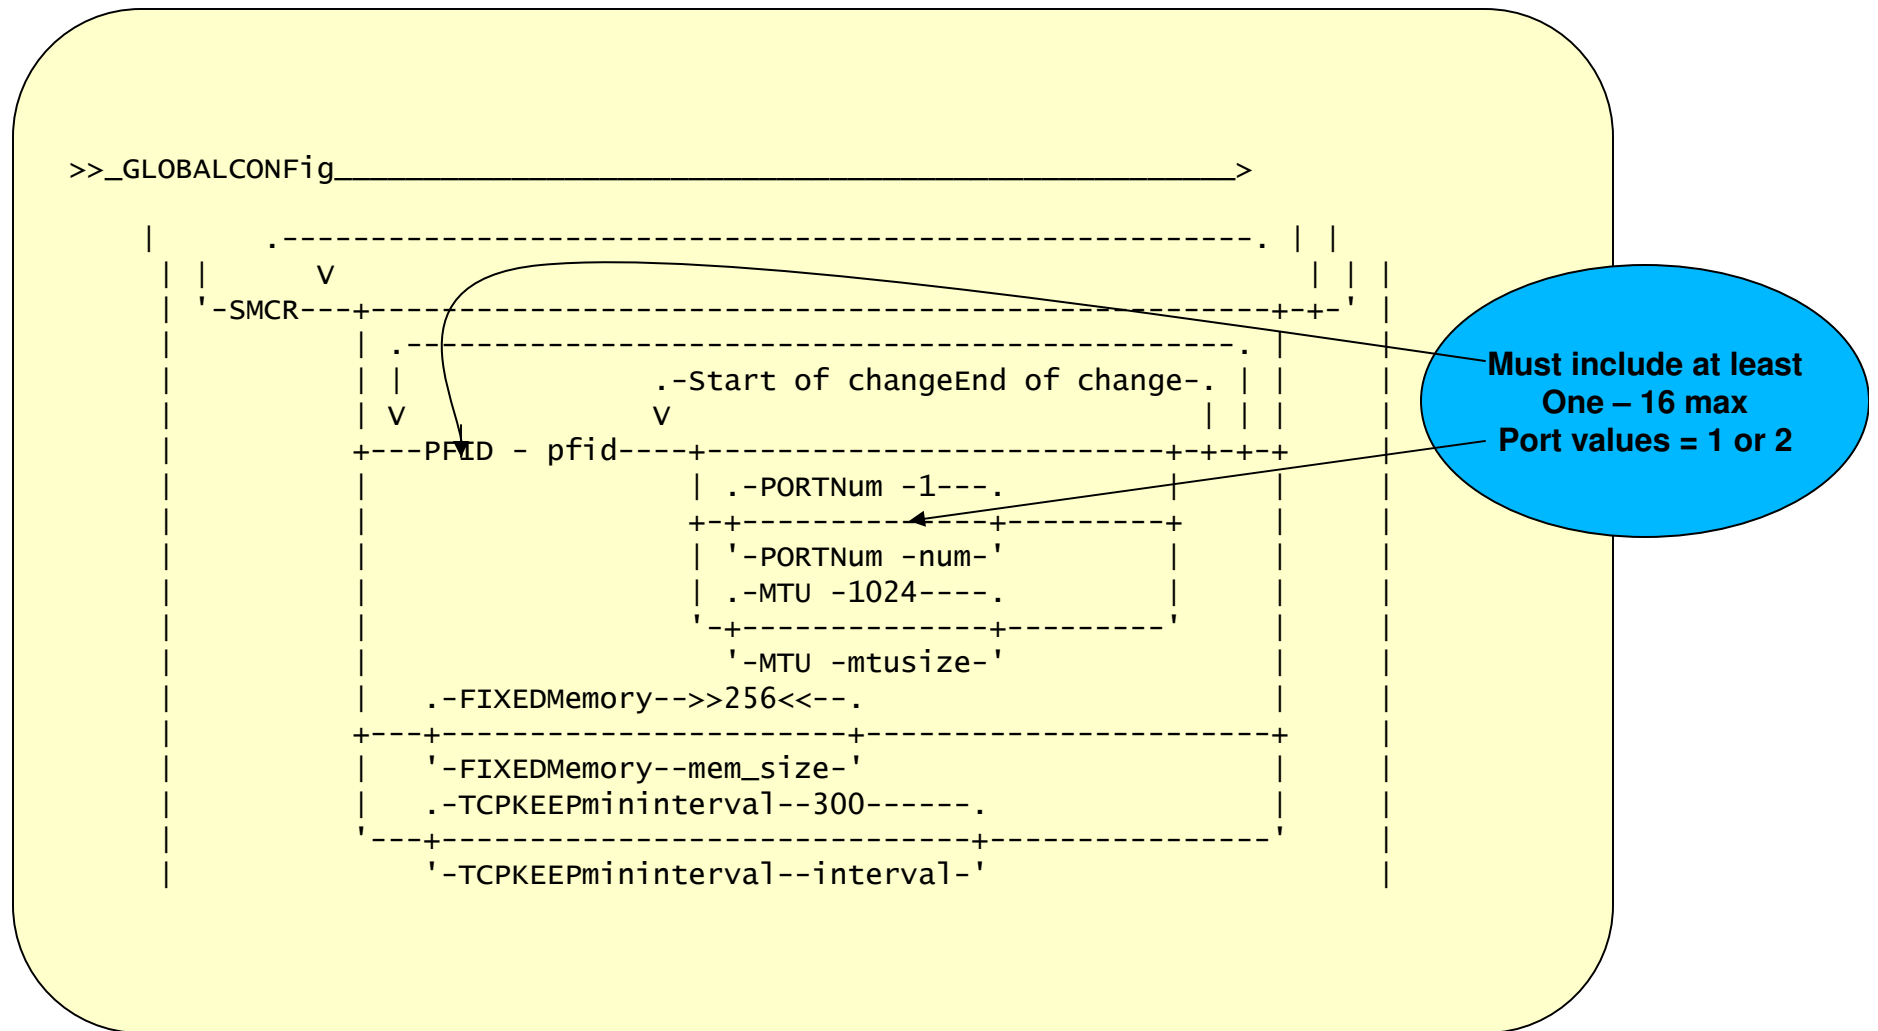 >>_GLOBALCONFig___________________________________________________>
|       .------------------------------------------------------. | |
| |      V                                                       | | |
| '-SMCR---+---------------------------------------------------+-+-'  |
|          | .-----------------------------------------------. |     |
|          | |              .-Start of changeEnd of change-. | |     |
|          | V              V                              | | |     |
|          +---PFID - pfid----+--------------------------+-+-+-+     |
|          |                  | .-PORTNum -1---.         |     |     |
|          |                  +-+--------------+---------+     |     |
|          |                  | '-PORTNum -num-'         |     |     |
|          |                  | .-MTU -1024----.         |     |     |
|          |                  '-+--------------+---------'     |     |
|          |                    '-MTU -mtusize-'               |     |
|          |   .-FIXEDMemory-->>256<<--.                       |     |
|          +---+-----------------------+----------------------+     |
|          |   '-FIXEDMemory--mem_size-'                       |     |
|          |   .-TCPKEEPmininterval--300------.                |     |
|          '---+------------------------------+----------------'     |
|              '-TCPKEEPmininterval--interval-'                      |
Must include at least
One – 16 max
Port values = 1 or 2